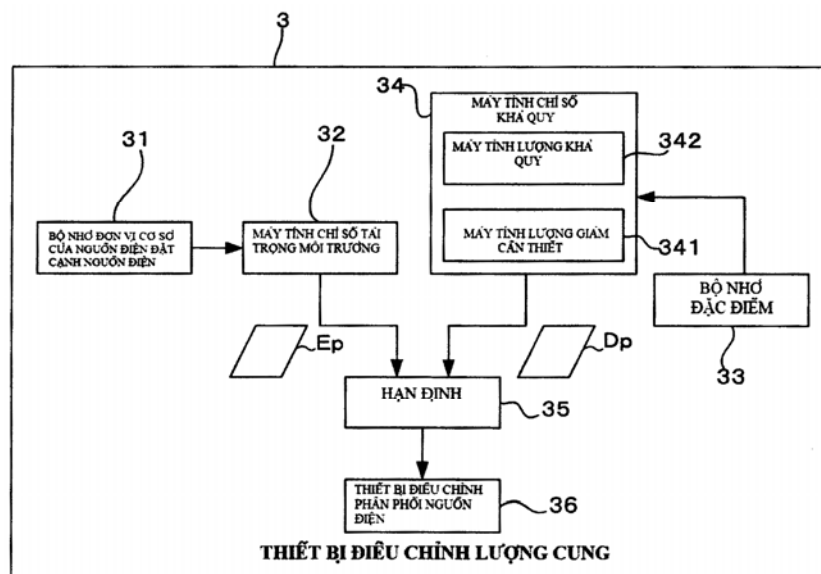 3
34
MÁY TÍNH CHỈ SỐ
KHẢ QUY
MÁY TÍNH LƯỢNG KHẢ
QUY
342
MÁY TÍNH LƯỢNG GIẢM
CẦN THIẾT
341
31
BỘ NHỚ ĐƠN VỊ CƠ SỞ
CỦA NGUỒN ĐIỆN ĐẶT
CẠNH NGUỒN ĐIỆN
32
MÁY TÍNH CHỈ SỐ TẢI
TRỌNG MÔI TRƯỜNG
BỘ NHỚ
ĐẶC ĐIỂM
33
Ep
Dp
HẠN ĐỊNH
35
THIẾT BỊ ĐIỀU CHỈNH
PHÂN PHỐI NGUỒN
ĐIỆN
36
THIẾT BỊ ĐIỀU CHỈNH LƯỢNG CUNG